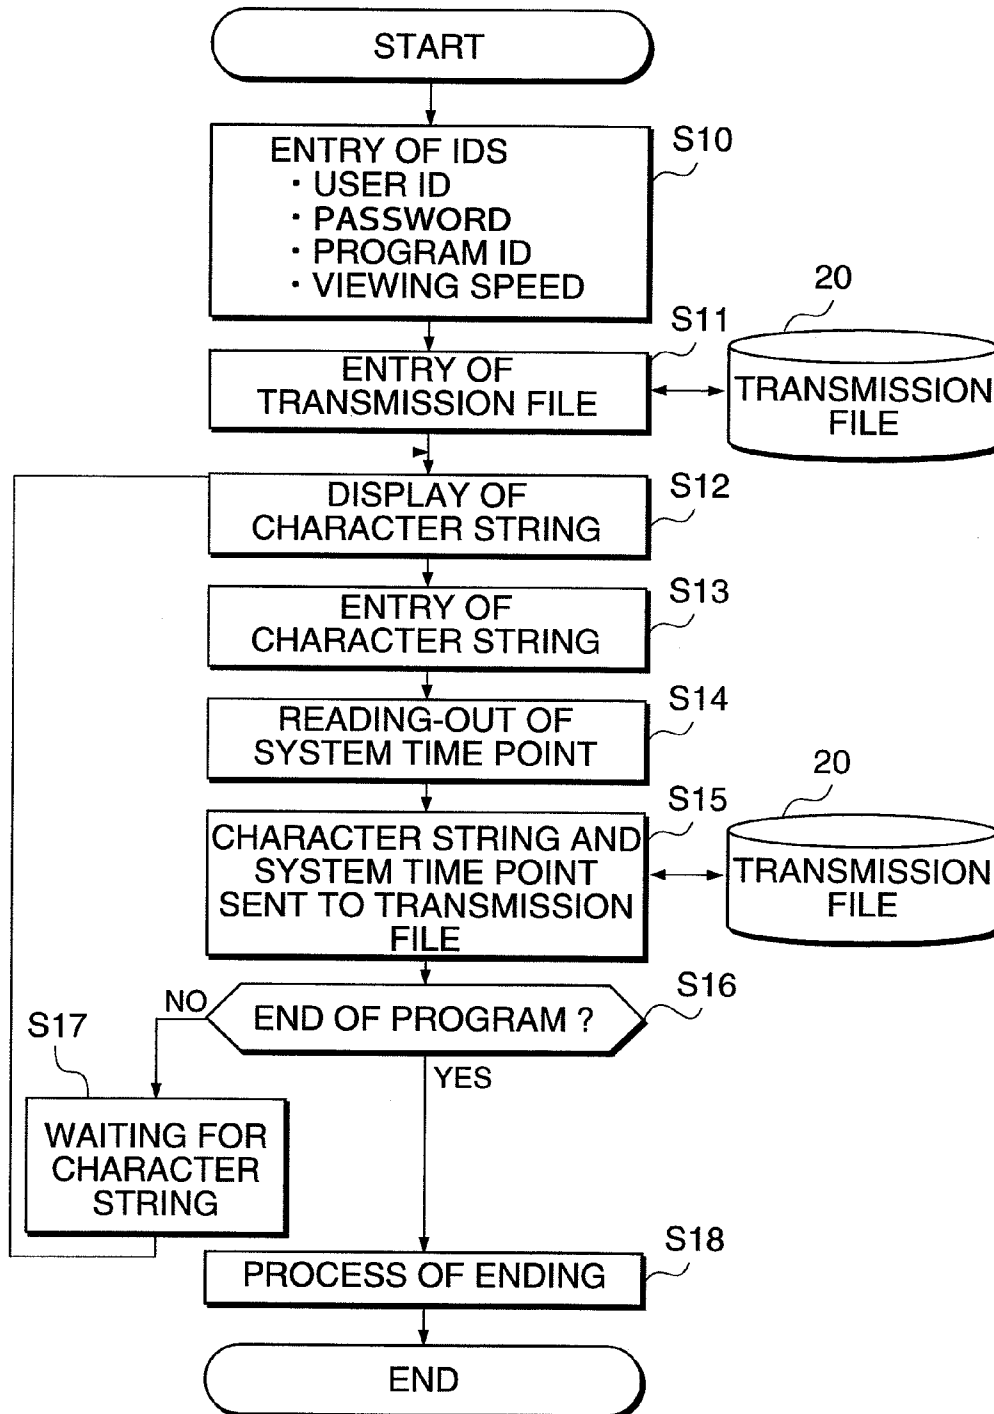 START
ENTRY OF IDS
· USER ID
· PASSWORD
· PROGRAM ID
· VIEWING SPEED
S10
ENTRY OF
TRANSMISSION FILE
S11
20
TRANSMISSION
FILE
DISPLAY OF
CHARACTER STRING
S12
ENTRY OF
CHARACTER STRING
S13
READING-OUT OF
SYSTEM TIME POINT
S14
CHARACTER STRING AND
SYSTEM TIME POINT
SENT TO TRANSMISSION
FILE
S15
20
TRANSMISSION
FILE
END OF PROGRAM ?
S16
NO
YES
S17
WAITING FOR
CHARACTER
STRING
PROCESS OF ENDING
S18
END